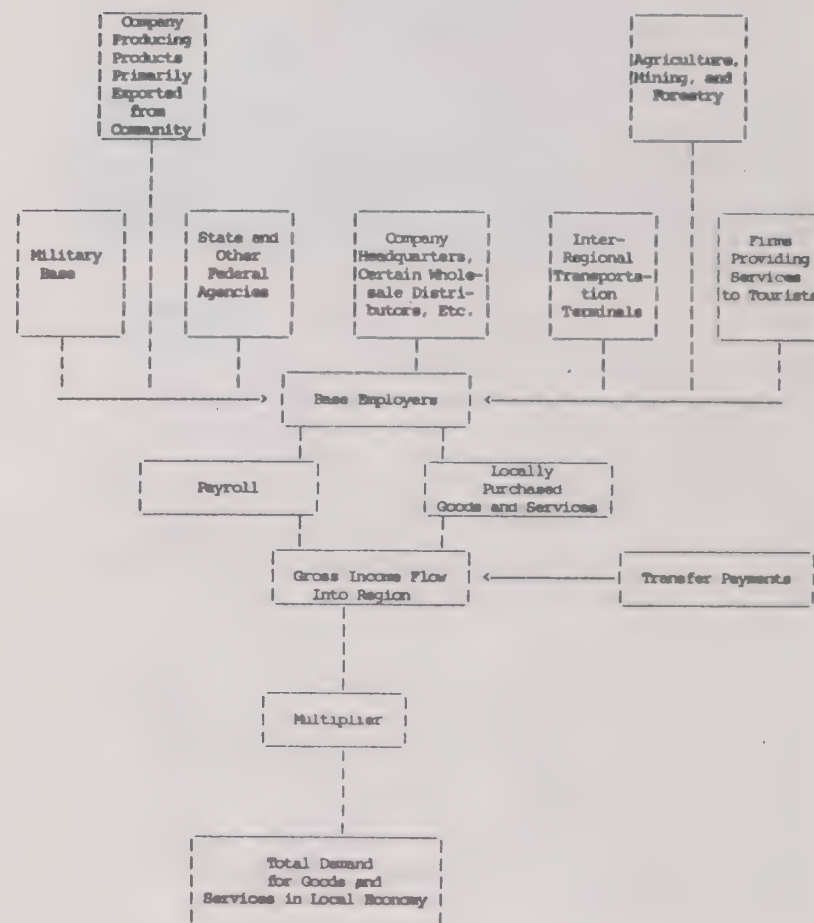 Company
Producing
Products
Primarily
Exported
from
Community
Agriculture,
Mining, and
Forestry
Military
Base
State and
Other
Federal
Agencies
Company
Headquarters,
Certain Whole-
sale Distri-
butors, Etc.
Inter-
Regional
Transporta-
tion
Terminals
Firms
Providing
Services
to Tourists
Base Employers
Payroll
Locally
Purchased
Goods and Services
Gross Income Flow
Into Region
Transfer Payments
Multiplier
Total Demand
for Goods and
Services in Local Economy